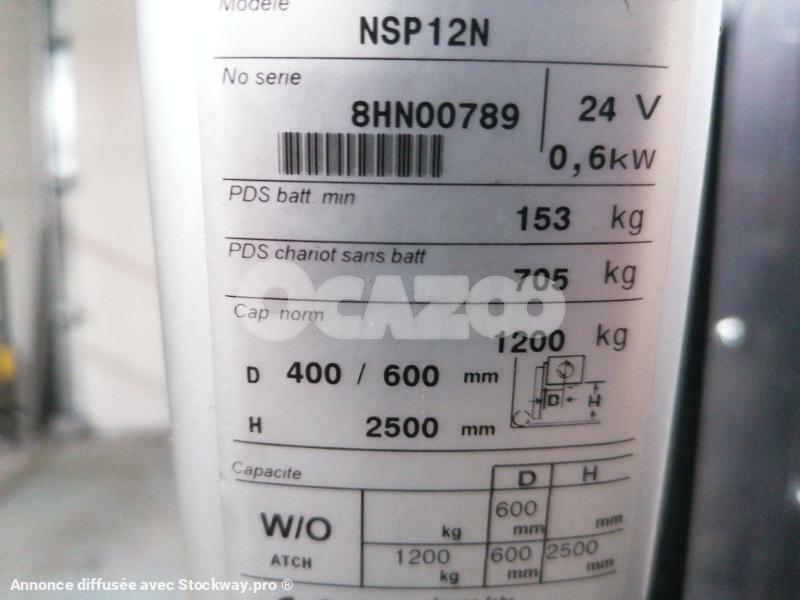 Modele
NSP12N
No serie
8HN00789
24 V
0,6kW
PDS batt. min
153 kg
PDS chariot sans batt
705 kg
OCAZOO
Cap norm
1200 kg
D 400 / 600 mm
D H
H 2500 mm
Capacite D H
W/O
ATCH
kg 600 mm mm
1200 kg 600 mm 2500 mm
Annonce diffusée avec Stockway.pro ®